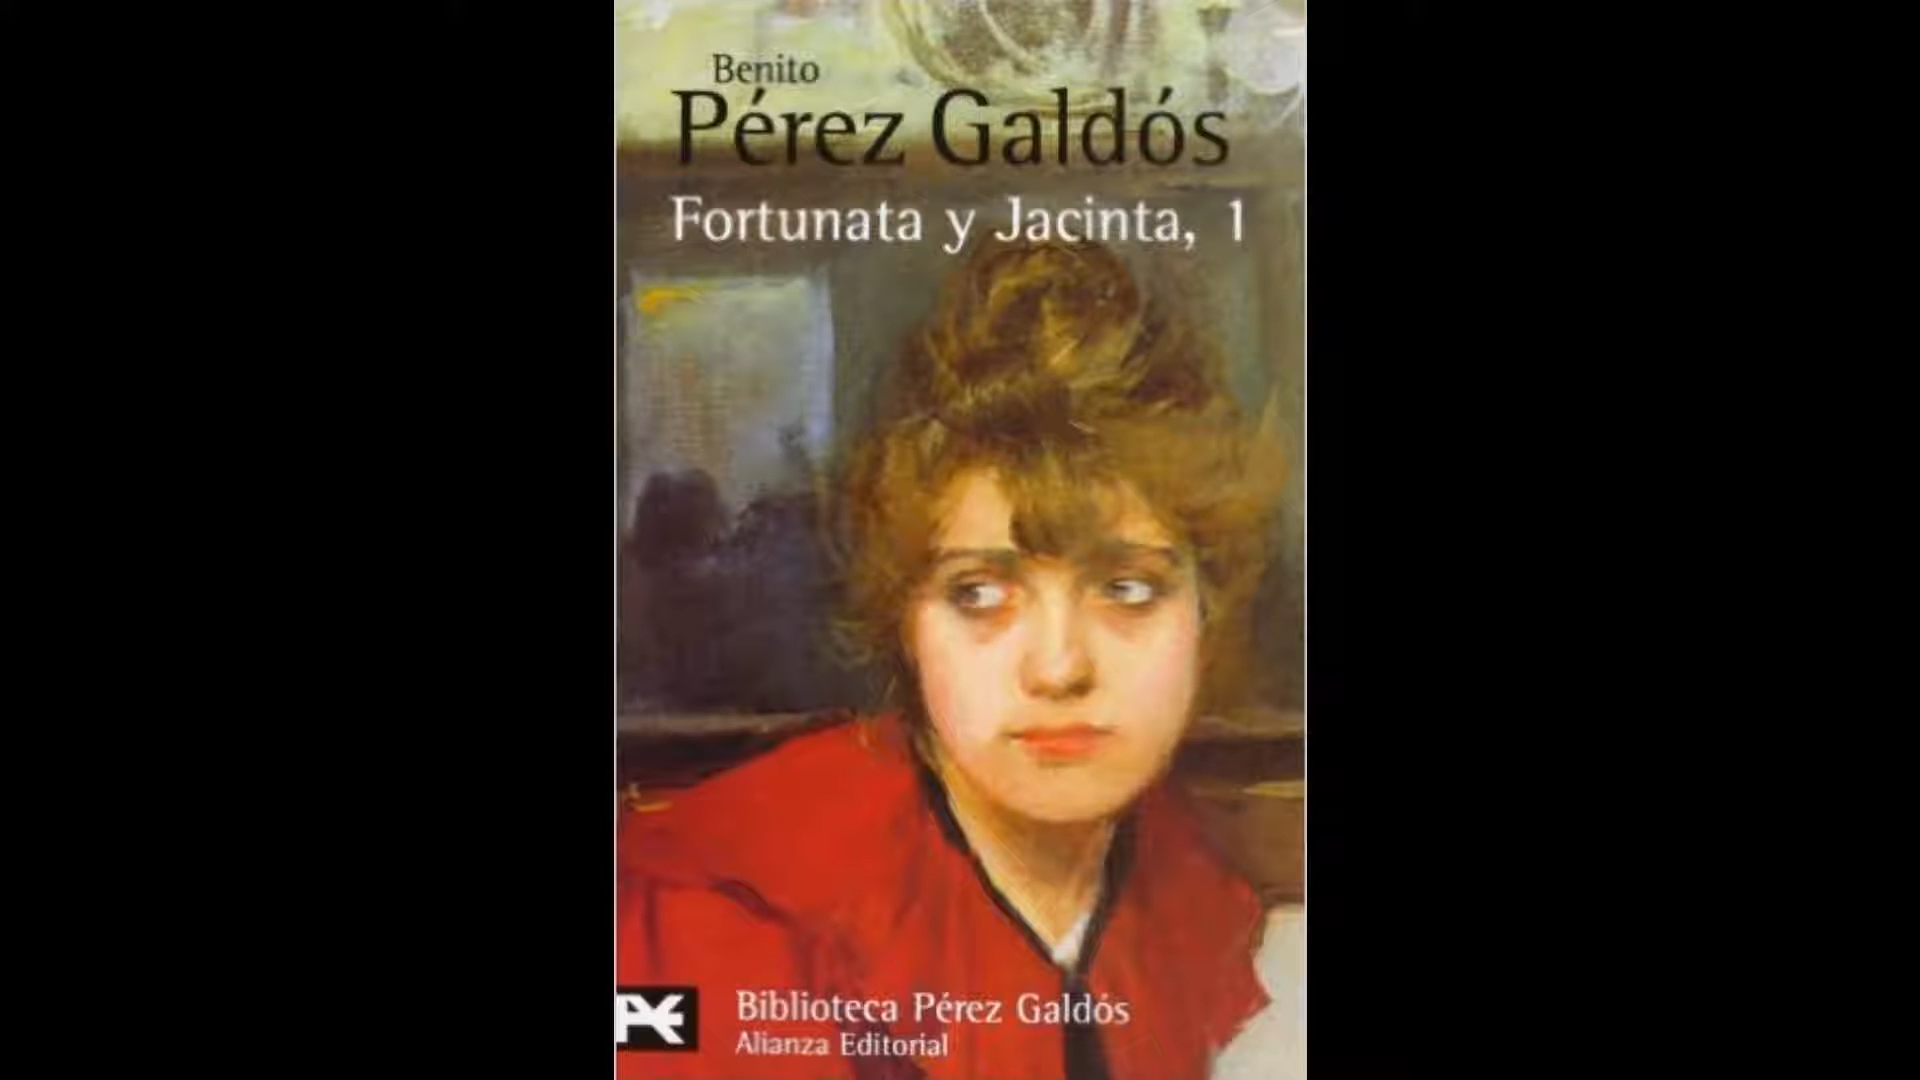 Benito
Pérez Galdós
Fortunata y Jacinta, 1
Biblioteca Pérez Galdós
Alianza Editorial